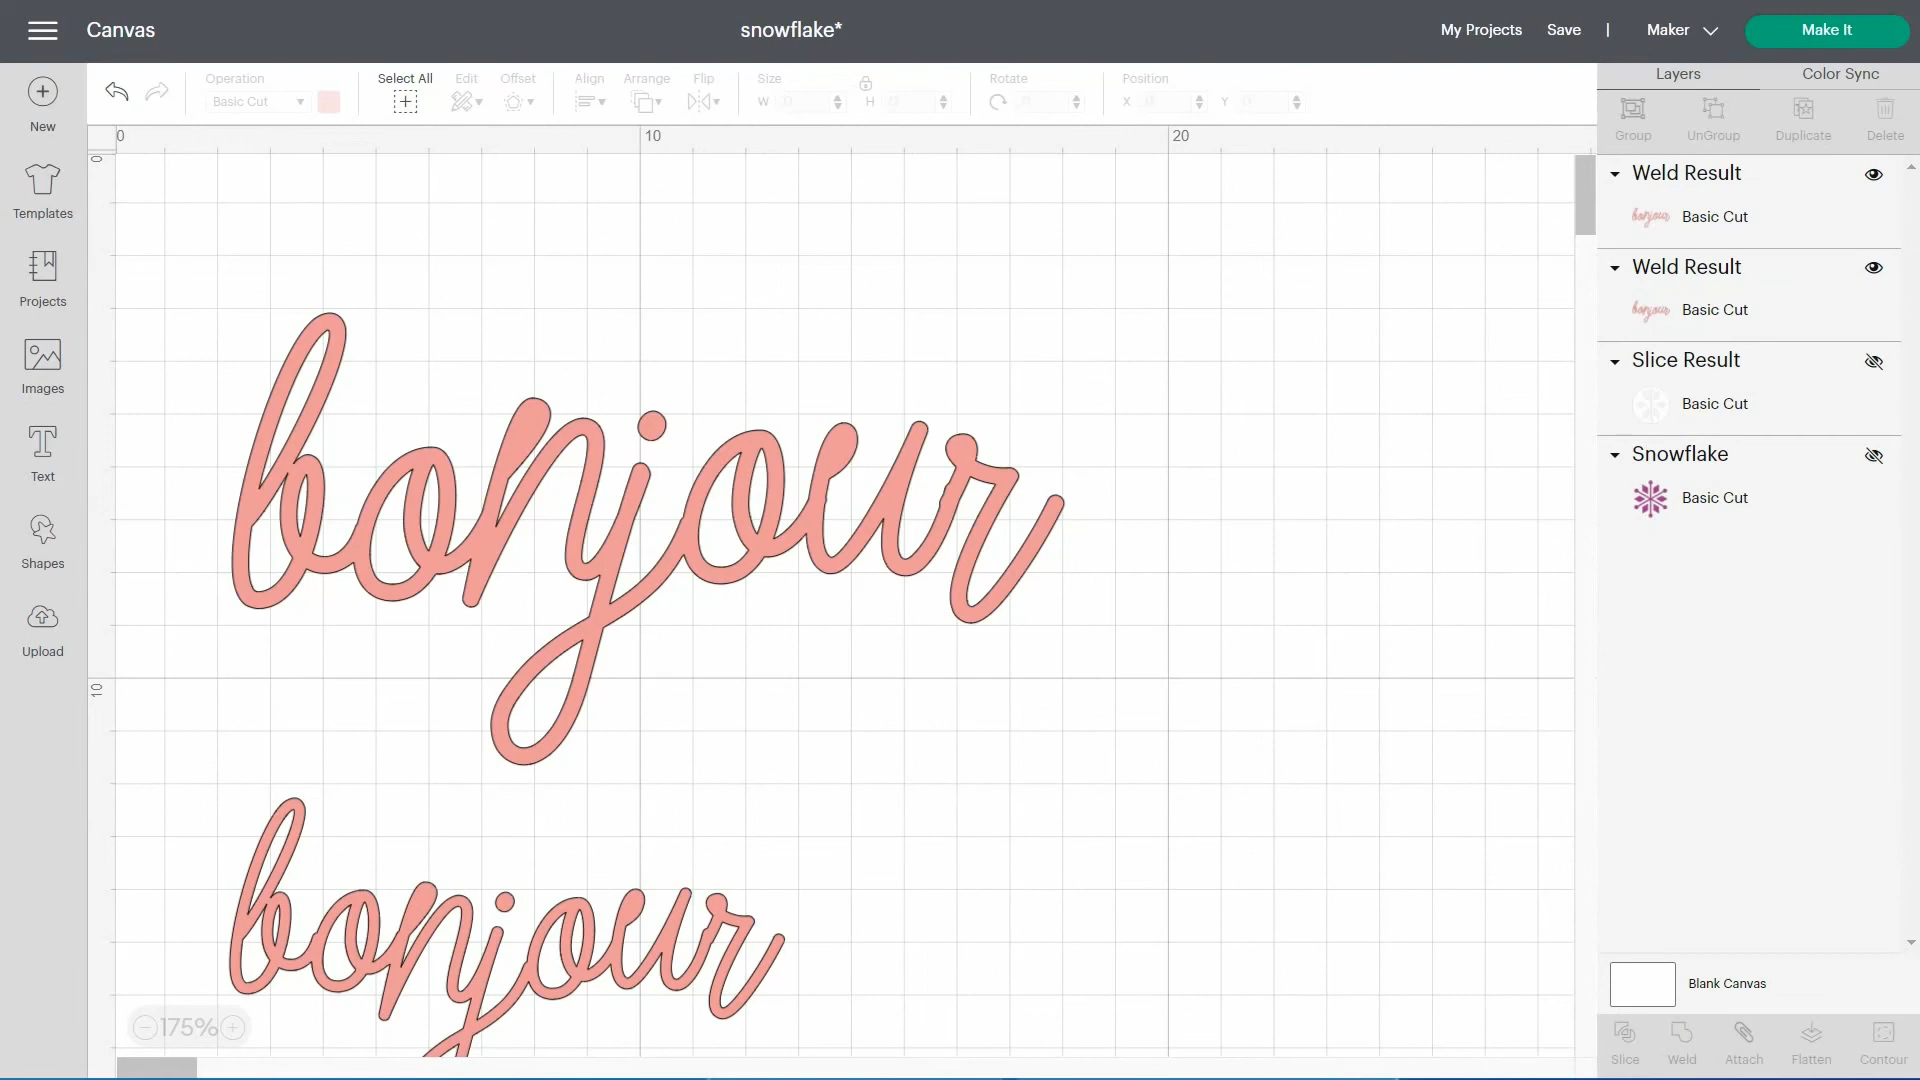 Canvas
snowflake*
My Projects Save | Maker
Make It
New
Templates
Projects
Images
Text
Shapes
Upload
Operation
Basic Cut
Select All
Edit
Offset
Align
Arrange
Flip
Size
W
H
Rotate
Position
X
Y
0 10 20
0
10
bonjour
bonjour
175%
Layers
Color Sync
Group
UnGroup
Duplicate
Delete
Weld Result
bonjour Basic Cut
Weld Result
bonjour Basic Cut
Slice Result
Basic Cut
Snowflake
Basic Cut
Blank Canvas
Slice
Weld
Attach
Flatten
Contour